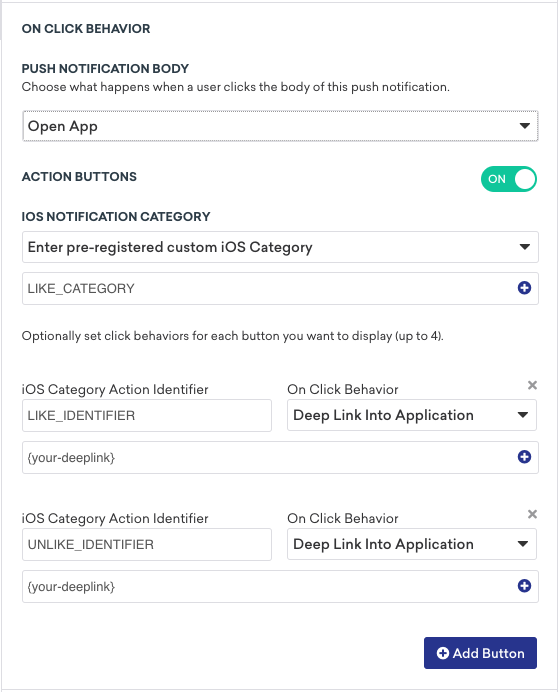 ON CLICK BEHAVIOR
PUSH NOTIFICATION BODY
Choose what happens when a user clicks the body of this push notification.
Open App
ACTION BUTTONS
ON
IOS NOTIFICATION CATEGORY
Enter pre-registered custom iOS Category
LIKE_CATEGORY
Optionally set click behaviors for each button you want to display (up to 4).
iOS Category Action Identifier
On Click Behavior
LIKE_IDENTIFIER
Deep Link Into Application
{your-deeplink}
iOS Category Action Identifier
On Click Behavior
UNLIKE_IDENTIFIER
Deep Link Into Application
{your-deeplink}
Add Button